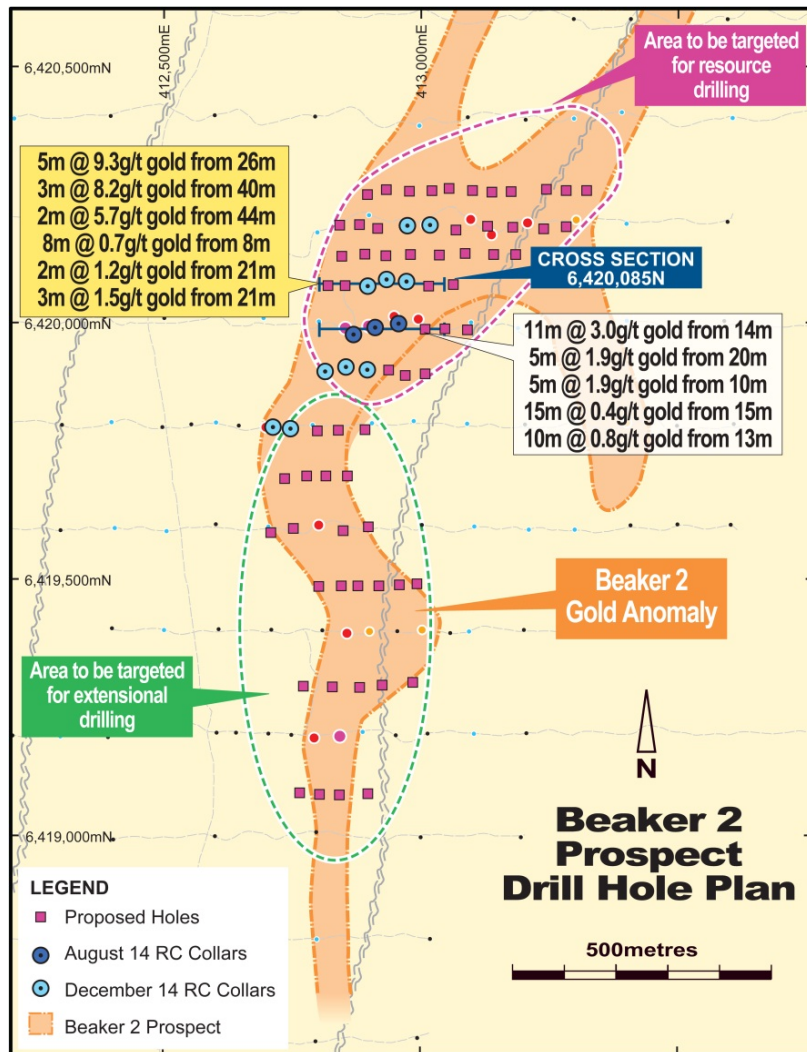 412,500mE
413,000mE
Area to be targeted
for resource
drilling
6,420,500mN
5m @ 9.3g/t gold from 26m
3m @ 8.2g/t gold from 40m
2m @ 5.7g/t gold from 44m
8m @ 0.7g/t gold from 8m
2m @ 1.2g/t gold from 21m
3m @ 1.5g/t gold from 21m
CROSS SECTION
6,420,085N
6,420,000mN
11m @ 3.0g/t gold from 14m
5m @ 1.9g/t gold from 20m
5m @ 1.9g/t gold from 10m
15m @ 0.4g/t gold from 15m
10m @ 0.8g/t gold from 13m
6,419,500mN
Beaker 2
Gold Anomaly
Area to be targeted
for extensional
drilling
N
6,419,000mN
Beaker 2
Prospect
Drill Hole Plan
LEGEND
Proposed Holes
August 14 RC Collars
December 14 RC Collars
Beaker 2 Prospect
500metres